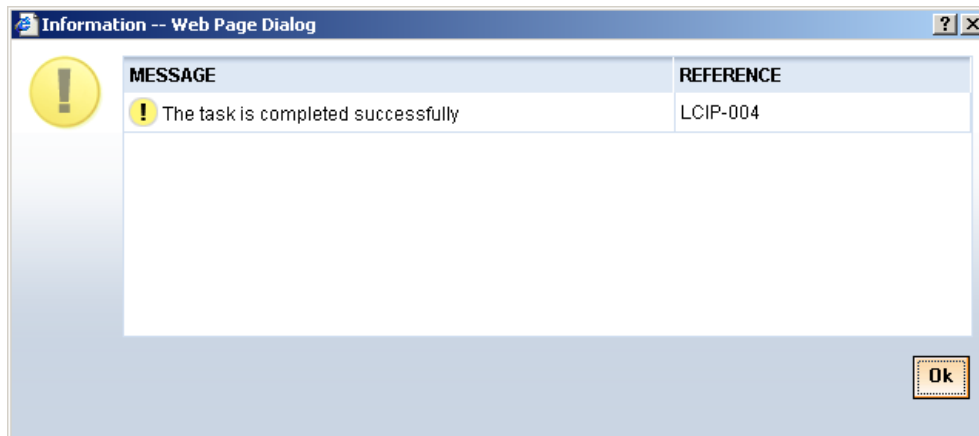 Information -- Web Page Dialog
MESSAGE REFERENCE
The task is completed successfully LCIP-004
Ok